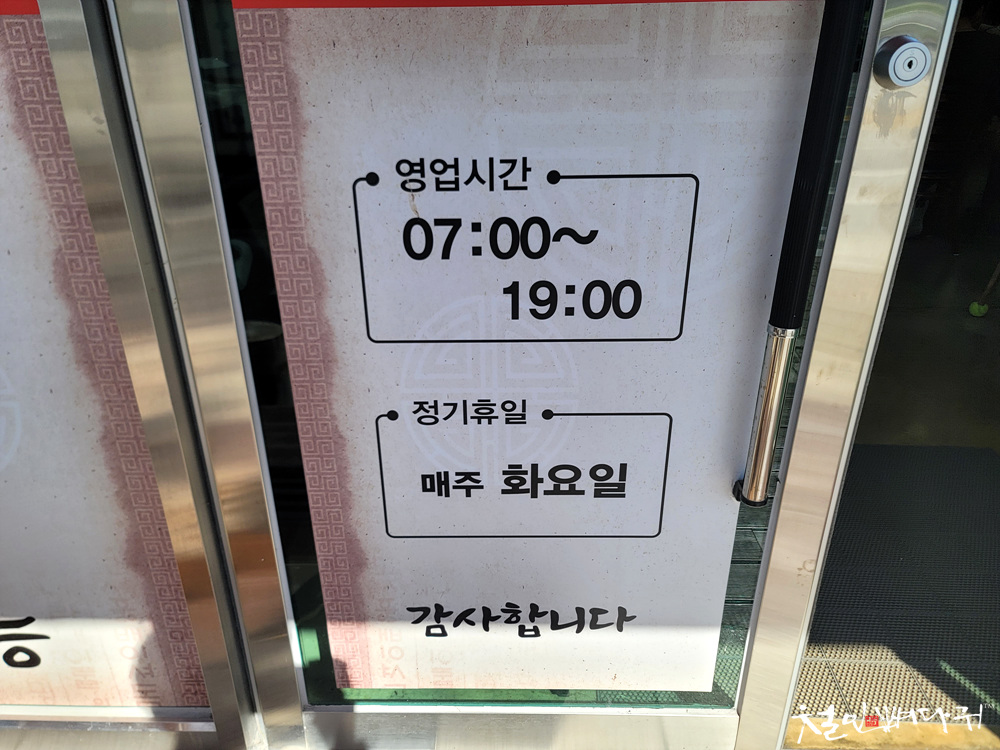 영업시간
07:00~
19:00
정기휴일
매주 화요일
감사합니다